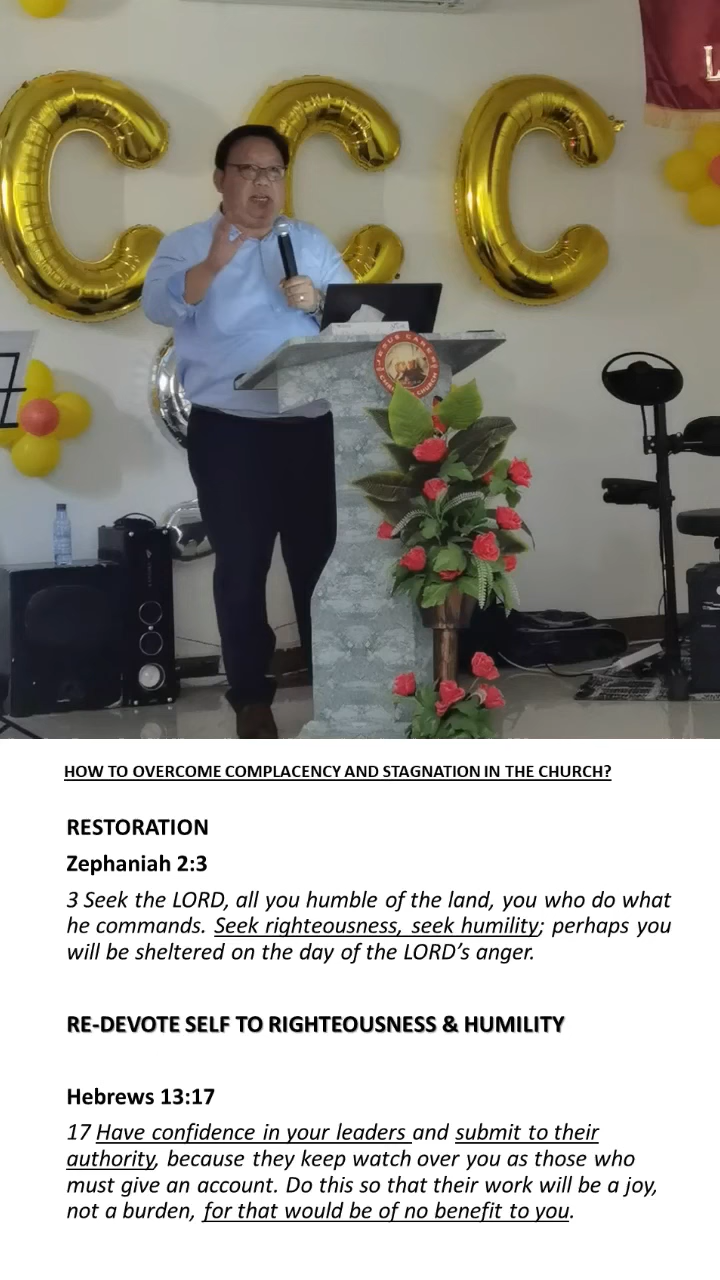 C C C
L
JESUS CARES
CHURCH
HOW TO OVERCOME COMPLACENCY AND STAGNATION IN THE CHURCH?
RESTORATION
Zephaniah 2:3
3 Seek the LORD, all you humble of the land, you who do what
he commands. Seek righteousness, seek humility; perhaps you
will be sheltered on the day of the LORD’s anger.
RE-DEVOTE SELF TO RIGHTEOUSNESS & HUMILITY
Hebrews 13:17
17 Have confidence in your leaders and submit to their
authority, because they keep watch over you as those who
must give an account. Do this so that their work will be a joy,
not a burden, for that would be of no benefit to you.